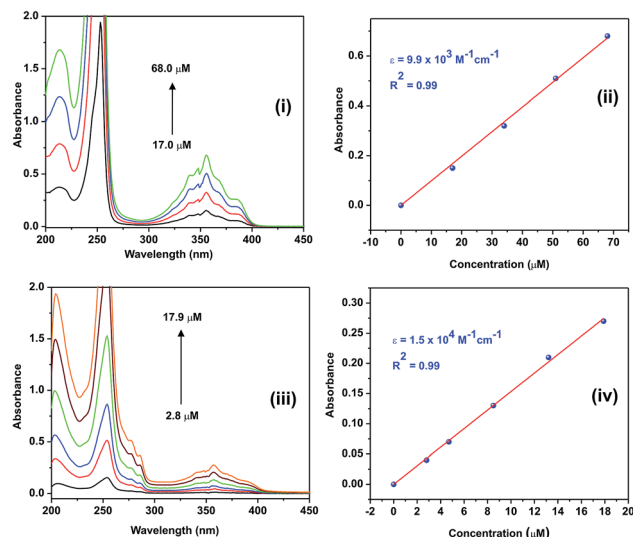 2.0
1.5
1.0
0.5
0.0
200 250 300 350 400 450
Absorbance
Wavelength (nm)
68.0 μM
17.0 μM
(i)
0.6
0.4
0.2
0.0
-10 0 10 20 30 40 50 60 70 80
Absorbance
Concentration (μM)
ε = 9.9 x 10³ M⁻¹cm⁻¹
R² = 0.99
(ii)
2.0
1.5
1.0
0.5
0.0
200 250 300 350 400 450
Absorbance
Wavelength (nm)
17.9 μM
2.8 μM
(iii)
0.30
0.25
0.20
0.15
0.10
0.05
0.00
-2 0 2 4 6 8 10 12 14 16 18 20
Absorbance
Concentration (μM)
ε = 1.5 x 10⁴ M⁻¹cm⁻¹
R² = 0.99
(iv)